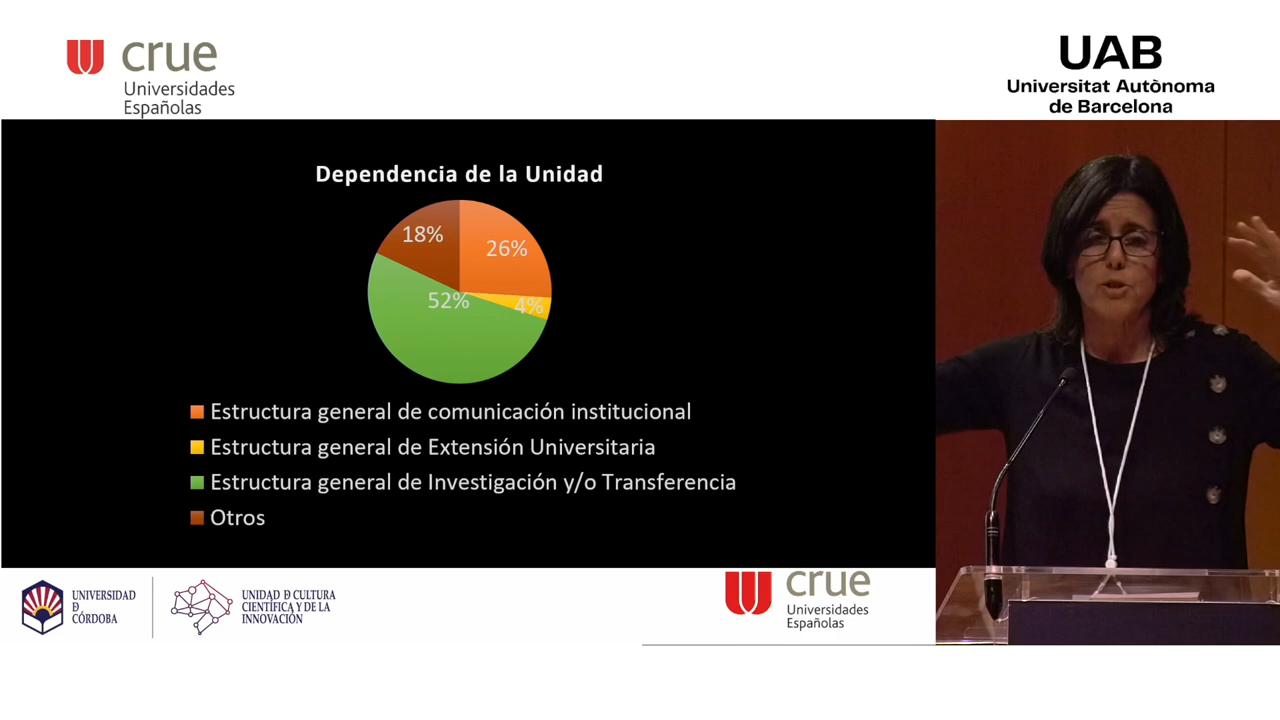 crue
Universidades
Españolas
UAB
Universitat Autònoma
de Barcelona
Dependencia de la Unidad
18%
26%
52%
4%
Estructura general de comunicación institucional
Estructura general de Extensión Universitaria
Estructura general de Investigación y/o Transferencia
Otros
UNIVERSIDAD
D
CÓRDOBA
UNIDAD D CULTURA
CIENTÍFICA Y DE LA
INNOVACIÓN
crue
Universidades
Españolas